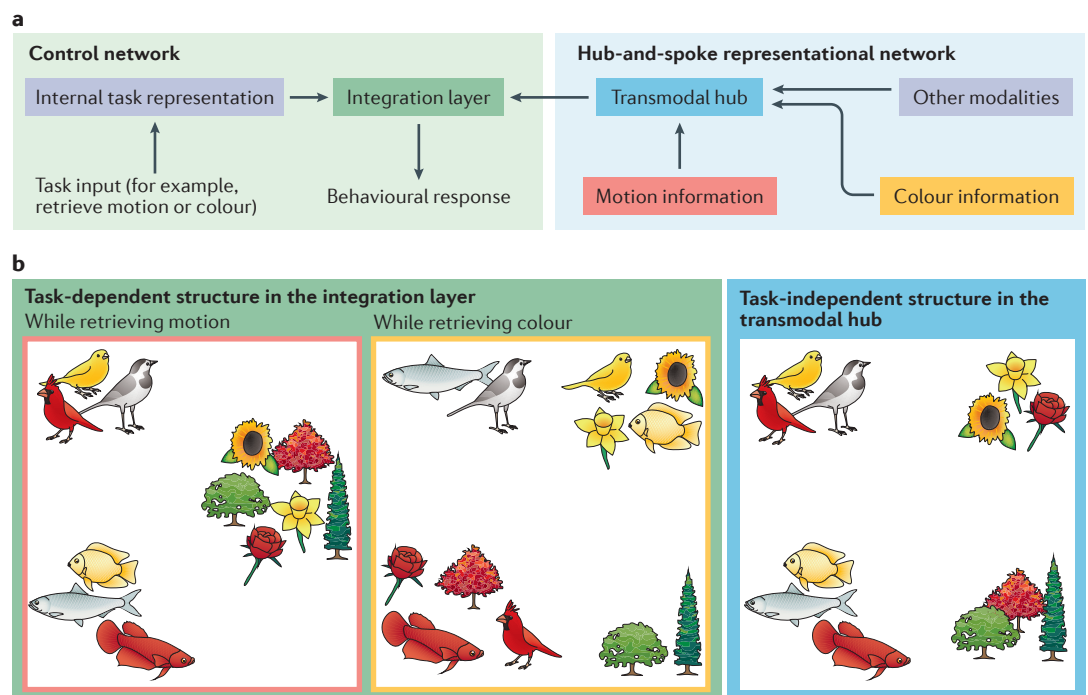 a
Control network
Hub-and-spoke representational network
Internal task representation
Integration layer
Transmodal hub
Other modalities
Task input (for example,
retrieve motion or colour)
Behavioural response
Motion information
Colour information
b
Task-dependent structure in the integration layer
While retrieving motion
While retrieving colour
Task-independent structure in the
transmodal hub